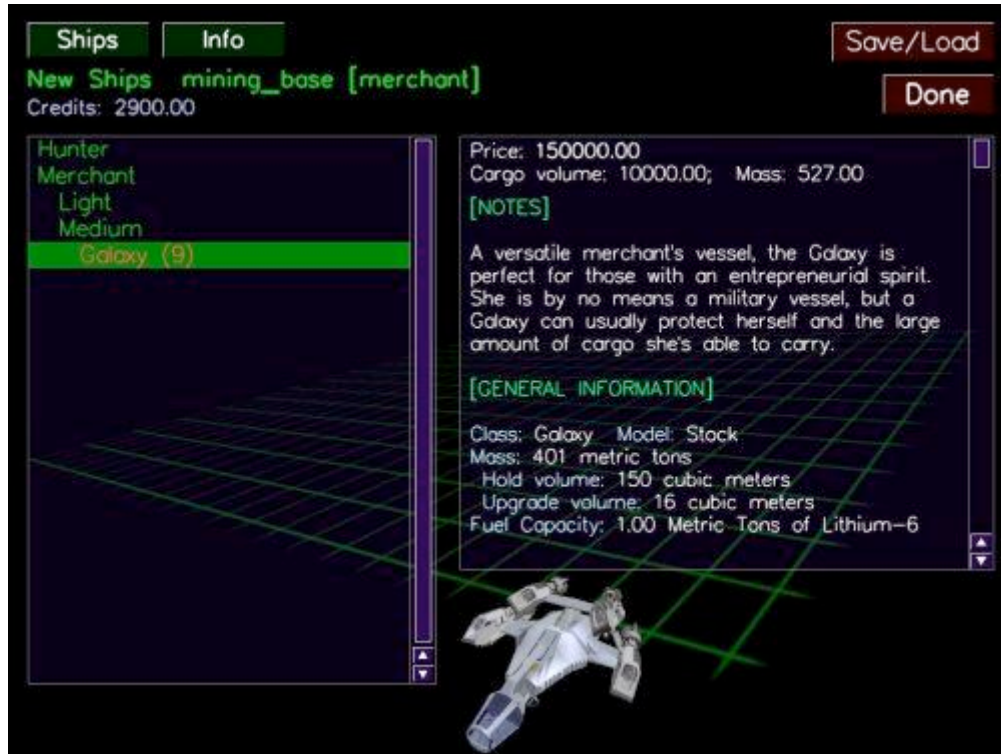 Ships Info Save/Load
New Ships mining_base [merchant]
Credits: 2900.00
Done
Hunter
Merchant
Light
Medium
Galaxy (9)
Price: 150000.00
Cargo volume: 10000.00; Mass: 527.00
[NOTES]
A versatile merchant's vessel, the Galaxy is
perfect for those with an entrepreneurial spirit.
She is by no means a military vessel, but a
Galaxy can usually protect herself and the large
amount of cargo she's able to carry.
[GENERAL INFORMATION]
Class: Galaxy Model: Stock
Mass: 401 metric tons
Hold volume: 150 cubic meters
Upgrade volume: 16 cubic meters
Fuel Capacity: 1.00 Metric Tons of Lithium-6